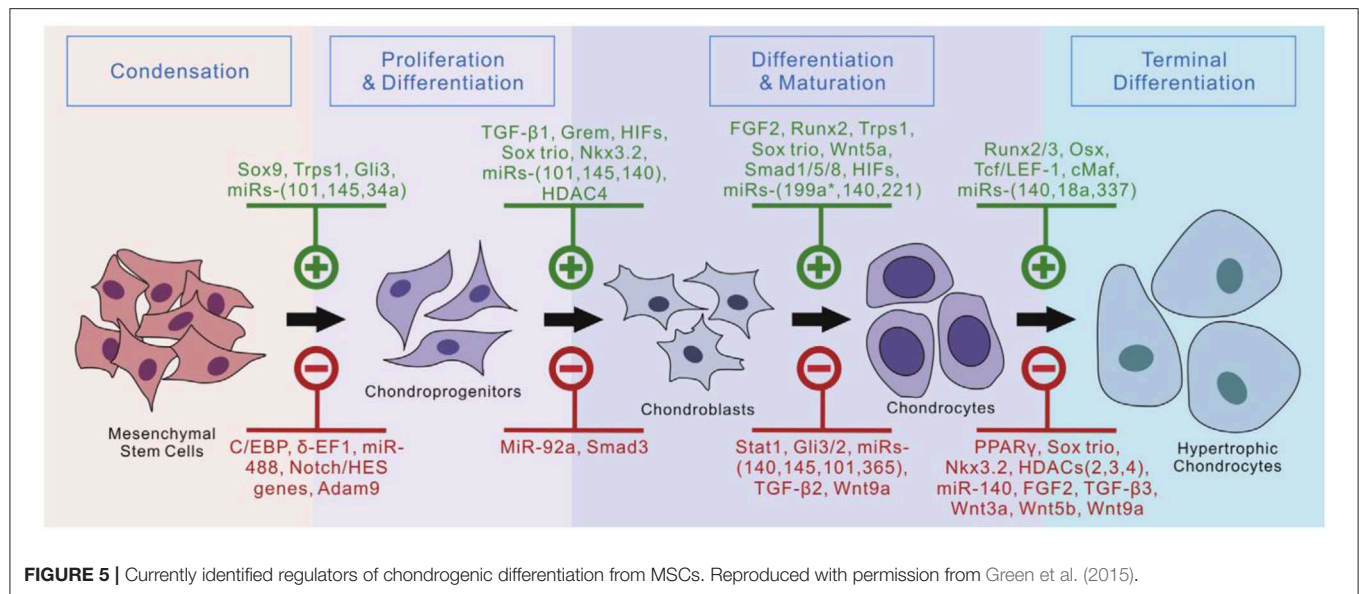 Condensation
Proliferation
& Differentiation
Differentiation
& Maturation
Terminal
Differentiation
Sox9, Trps1, Gli3,
miRs-(101,145,34a)
TGF-β1, Grem, HIFs,
Sox trio, Nkx3.2,
miRs-(101,145,140),
HDAC4
FGF2, Runx2, Trps1,
Sox trio, Wnt5a,
Smad1/5/8, HIFs,
miRs-(199a*,140,221)
Runx2/3, Osx,
Tcf/LEF-1, cMaf,
miRs-(140,18a,337)
Mesenchymal
Stem Cells
Chondroprogenitors
Chondroblasts
Chondrocytes
Hypertrophic
Chondrocytes
C/EBP, δ-EF1, miR-
488, Notch/HES
genes, Adam9
MiR-92a, Smad3
Stat1, Gli3/2, miRs-
(140,145,101,365),
TGF-β2, Wnt9a
PPARγ, Sox trio,
Nkx3.2, HDACs(2,3,4),
miR-140, FGF2, TGF-β3,
Wnt3a, Wnt5b, Wnt9a
FIGURE 5 | Currently identified regulators of chondrogenic differentiation from MSCs. Reproduced with permission from Green et al. (2015).